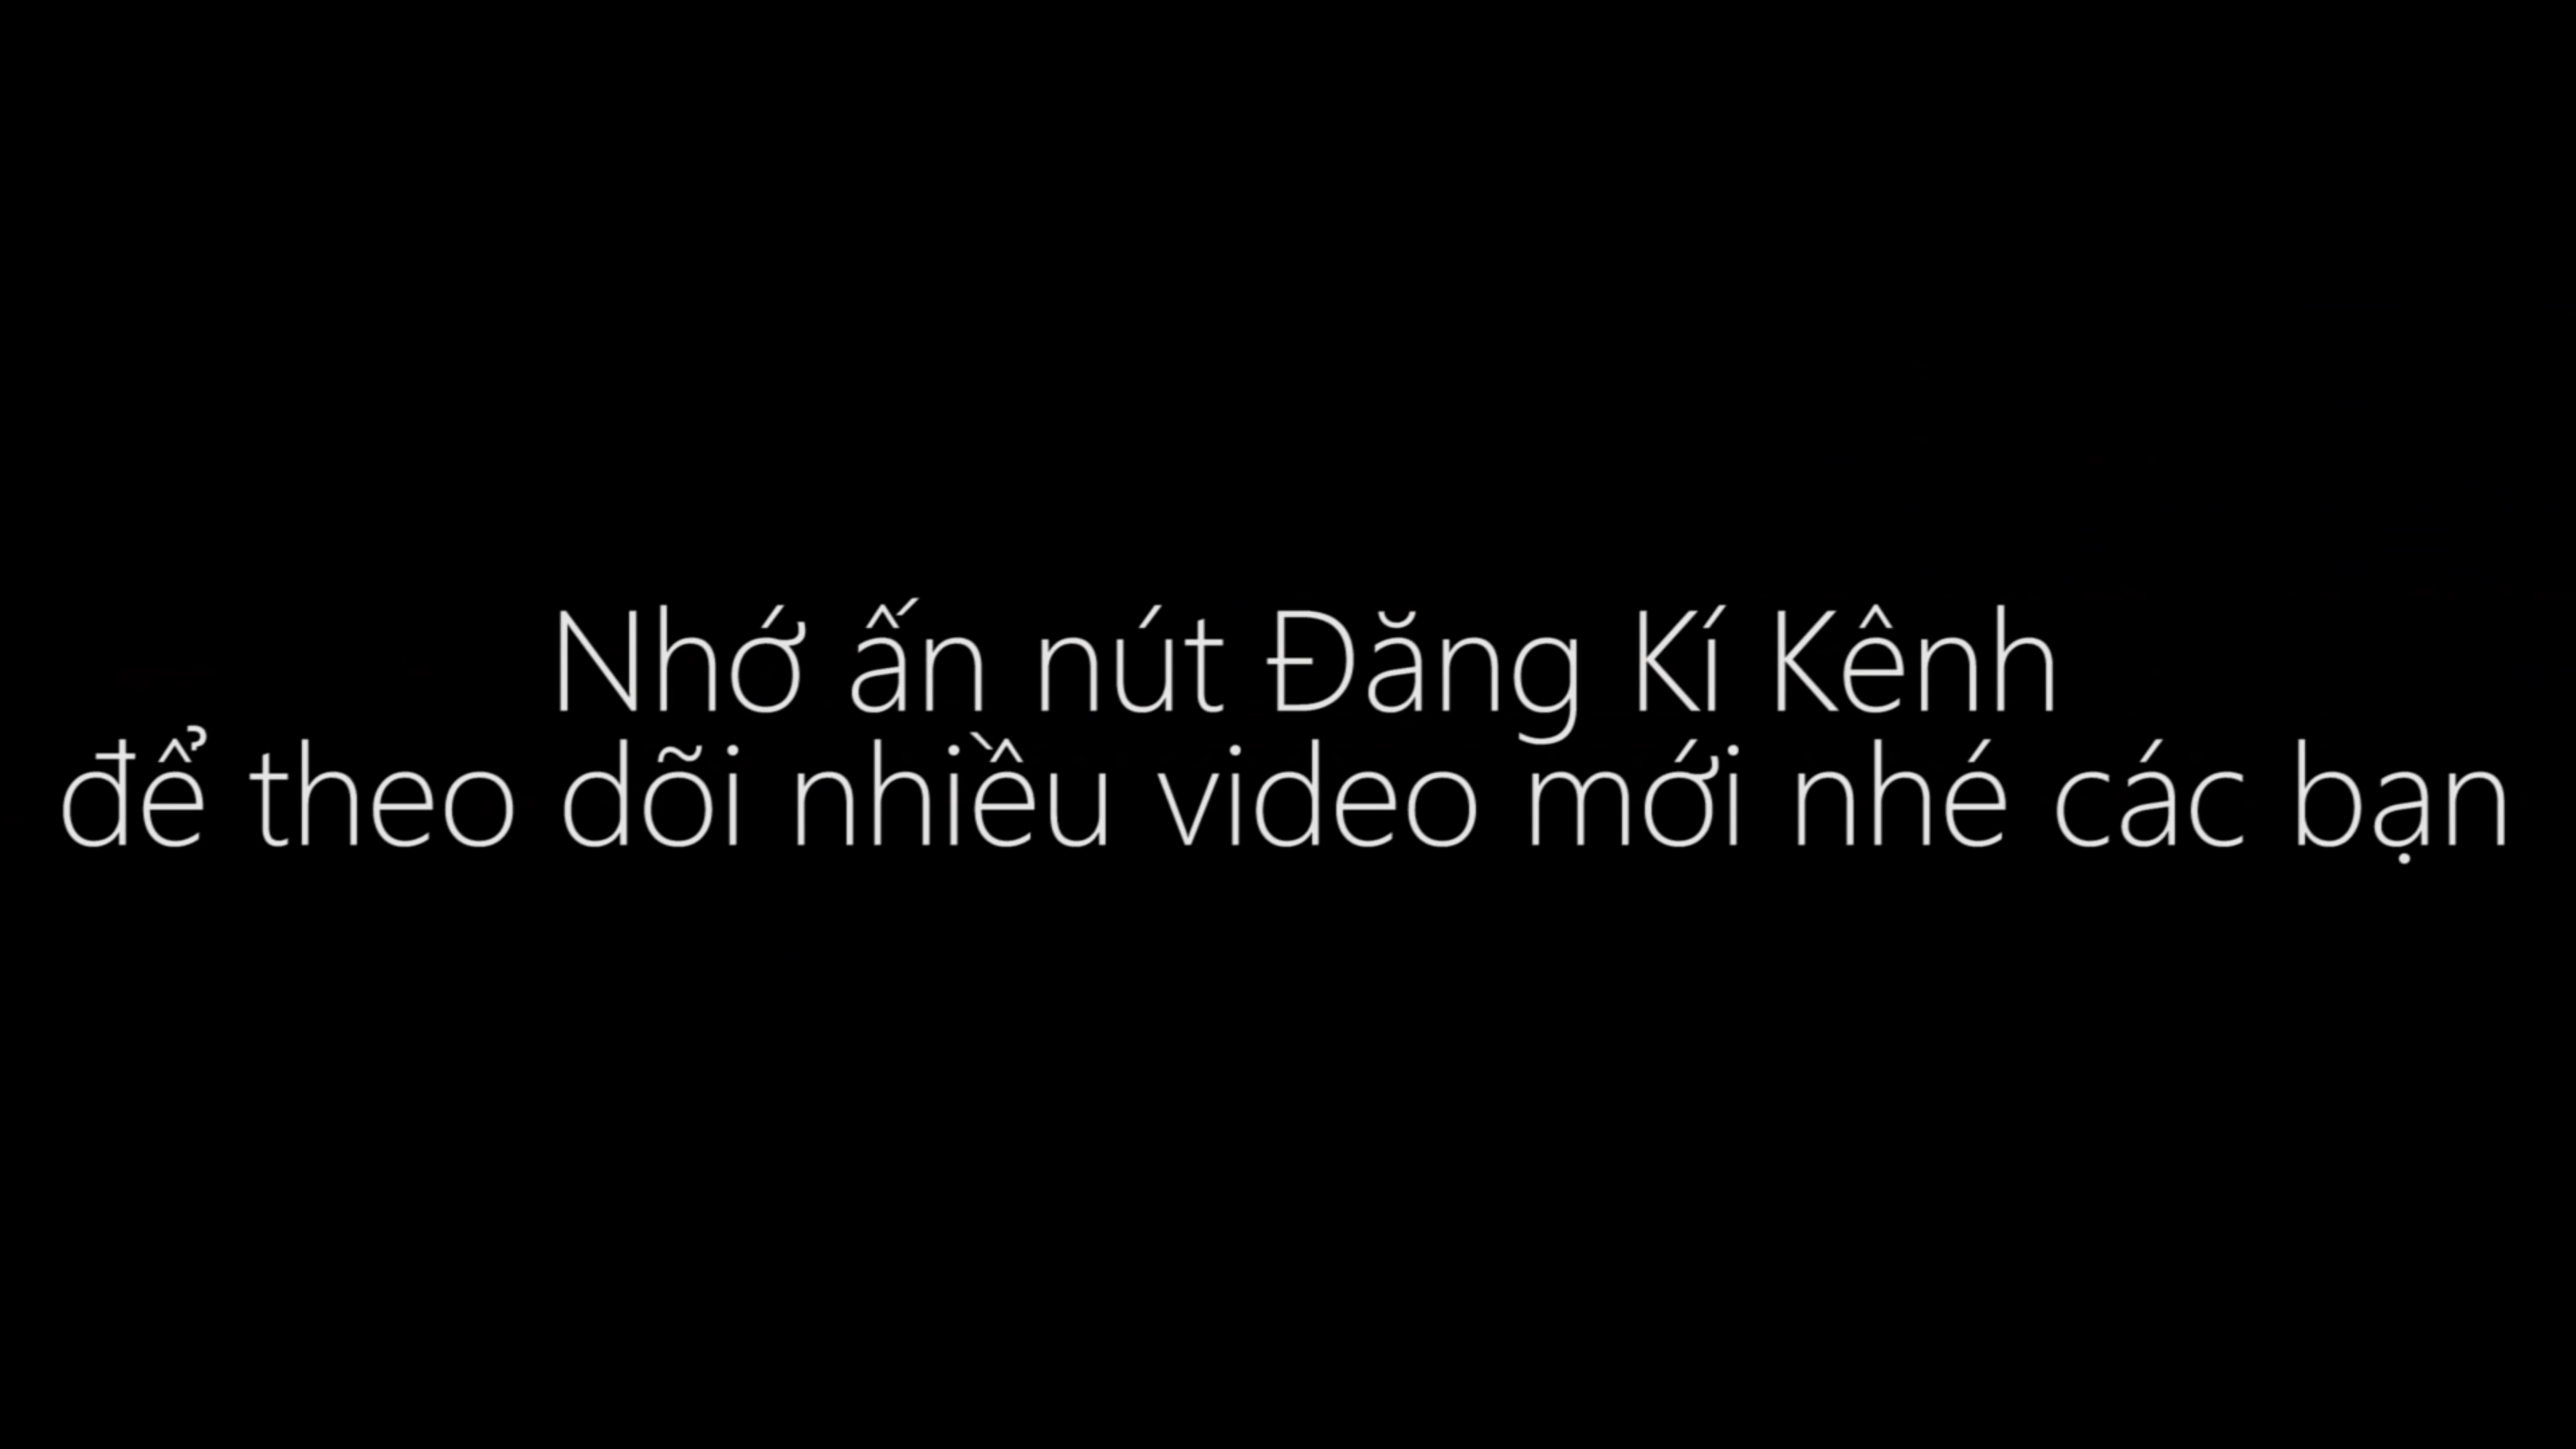 Nhớ ấn nút Đăng Kí Kênh
để theo dõi nhiều video mới nhé các bạn